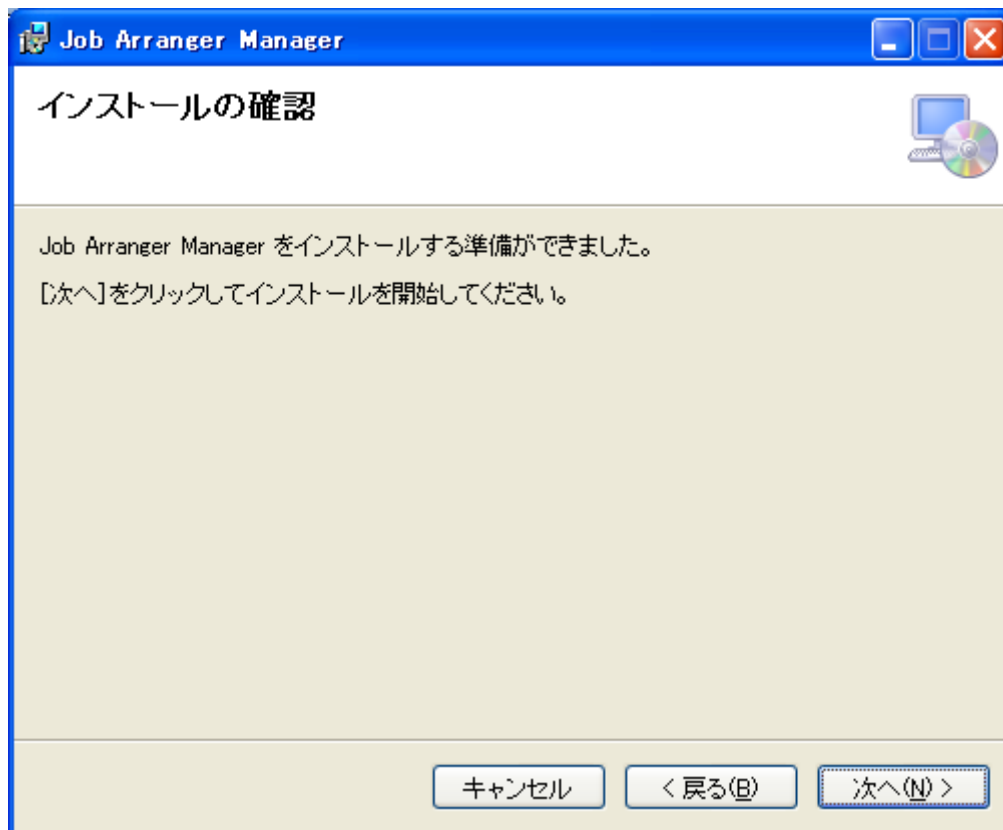 Job Arranger Manager
インストールの確認
Job Arranger Manager をインストールする準備ができました。
[次へ]をクリックしてインストールを開始してください。
キャンセル
< 戻る(B)
次へ(N) >